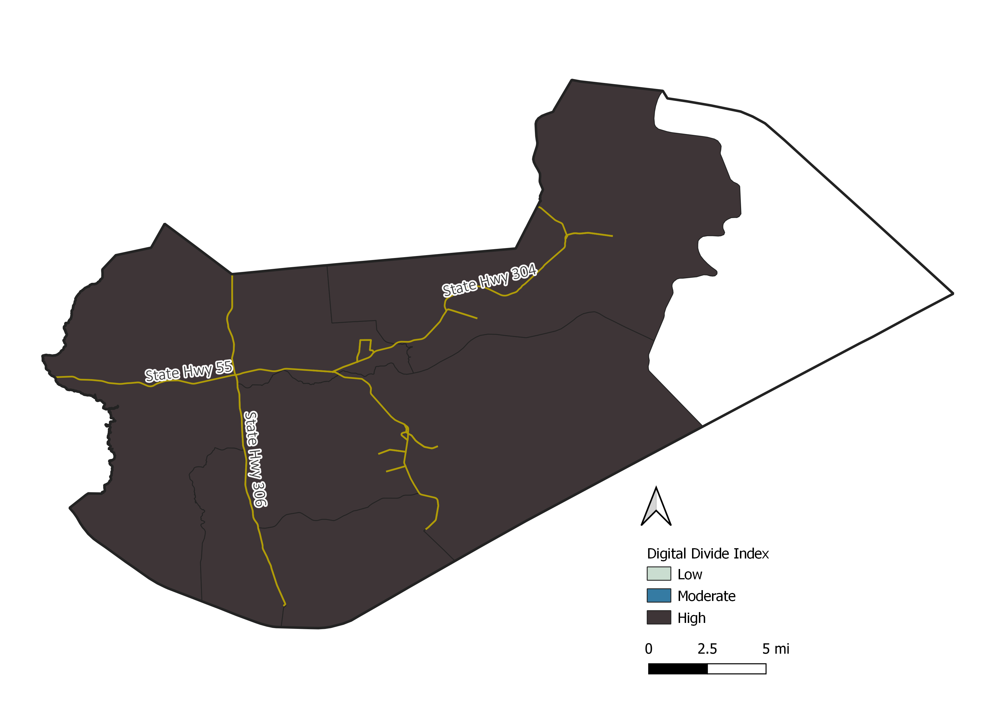 State Hwy 304
State Hwy 55
State Hwy 306
Digital Divide Index
Low
Moderate
High
0 2.5 5 mi